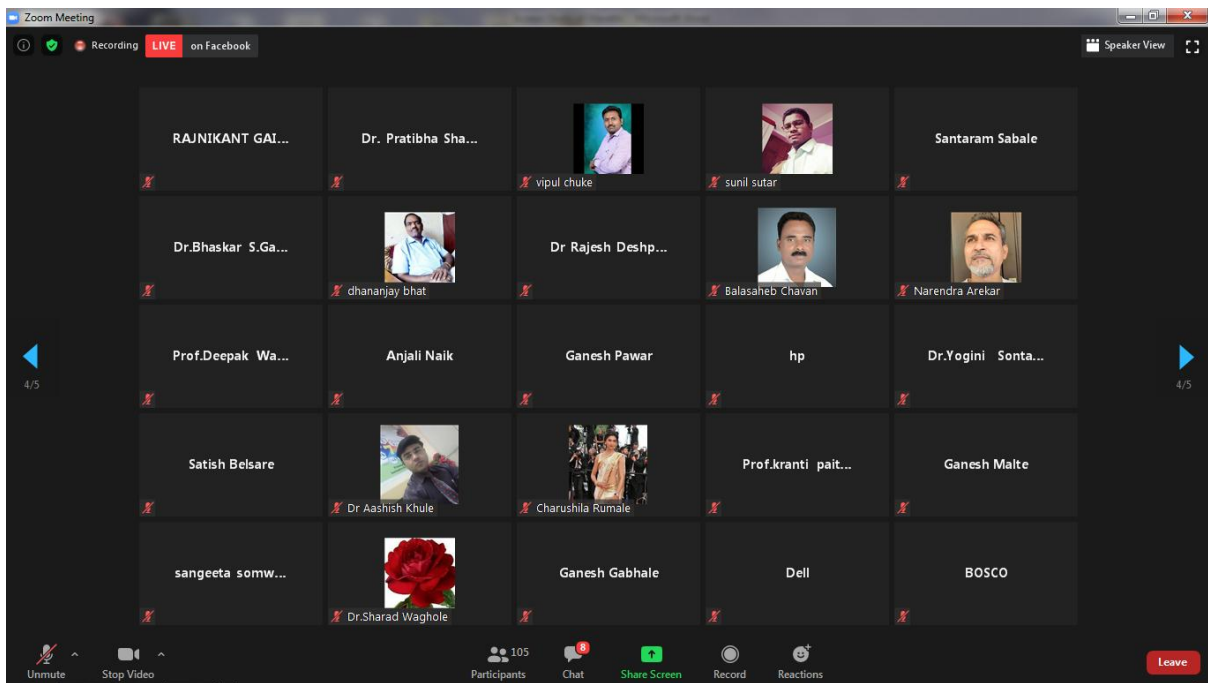 Zoom Meeting
Recording LIVE on Facebook
Speaker View
RAJNIKANT GAI...
Dr. Pratibha Sha...
vipul chuke
sunil sutar
Santaram Sabale
Dr.Bhaskar S.Ga...
dhananjay bhat
Dr Rajesh Deshp...
Balasaheb Chavan
Narendra Arekar
Prof.Deepak Wa...
Anjali Naik
Ganesh Pawar
hp
Dr.Yogini Sonta...
4/5
4/5
Satish Belsare
Dr Aashish Khule
Charushila Rumale
Prof.kranti pait...
Ganesh Malte
sangeeta somw...
Dr.Sharad Waghole
Ganesh Gabhale
Dell
BOSCO
Unmute
Stop Video
105
Participants
8
Chat
Share Screen
Record
Reactions
Leave